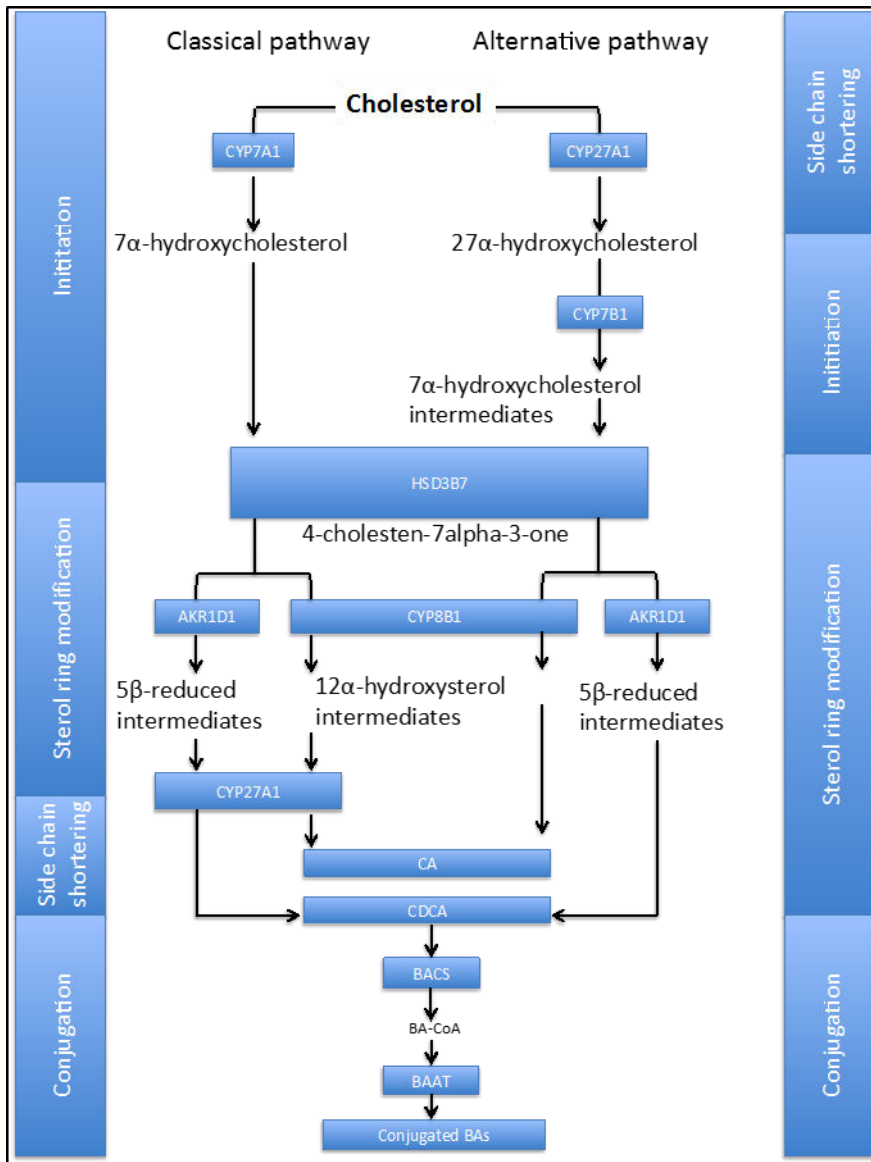 Classical pathway
Alternative pathway
Cholesterol
CYP7A1
CYP27A1
7α-hydroxycholesterol
27α-hydroxycholesterol
CYP7B1
7α-hydroxycholesterol
intermediates
HSD3B7
4-cholesten-7alpha-3-one
AKR1D1
CYP8B1
AKR1D1
5β-reduced
intermediates
12α-hydroxysterol
intermediates
5β-reduced
intermediates
CYP27A1
CA
CDCA
BACS
BA-CoA
BAAT
Conjugated BAs
Inititation
Sterol ring modification
Side chain
shortering
Conjugation
Side chain
shortering
Inititiation
Sterol ring modification
Conjugation